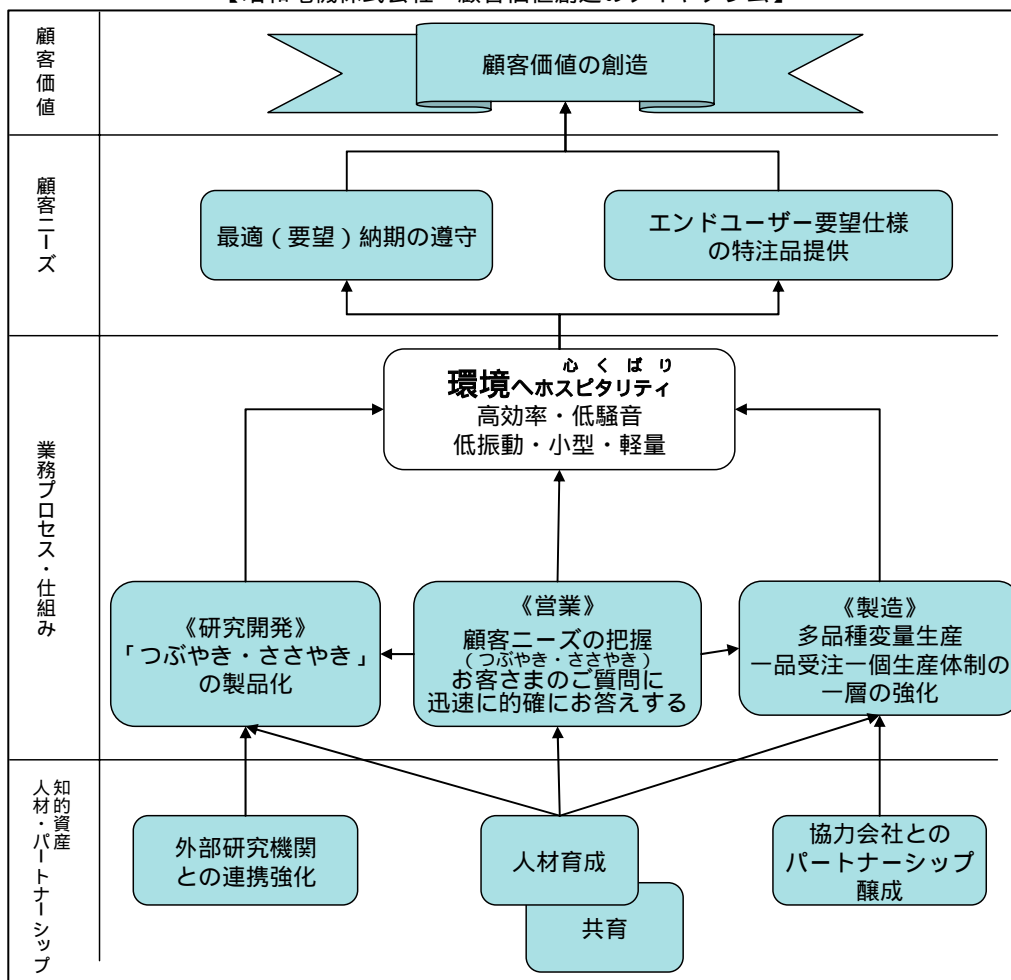 顧客価値
顧客価値の創造
顧客ニーズ
最適(要望)納期の遵守
エンドユーザー要望仕様
の特注品提供
業務プロセス・仕組み
心くばり
環境へホスピタリティ
高効率・低騒音
低振動・小型・軽量
《研究開発》
「つぶやき・ささやき」
の製品化
《営業》
顧客ニーズの把握
(つぶやき・ささやき)
お客さまのご質問に
迅速に的確にお答えする
《製造》
多品種変量生産
一品受注一個生産体制の
一層の強化
知的資産
人材・パートナーシップ
外部研究機関
との連携強化
人材育成
共育
協力会社との
パートナーシップ
醸成